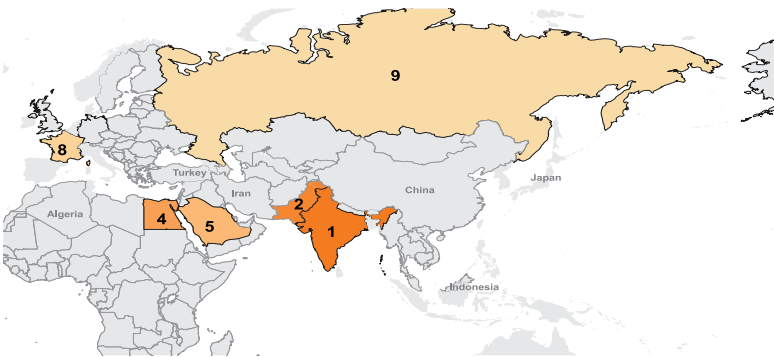 9
8
Turkey
Japan
Iran
China
2
Algeria
4
5
1
Indonesia